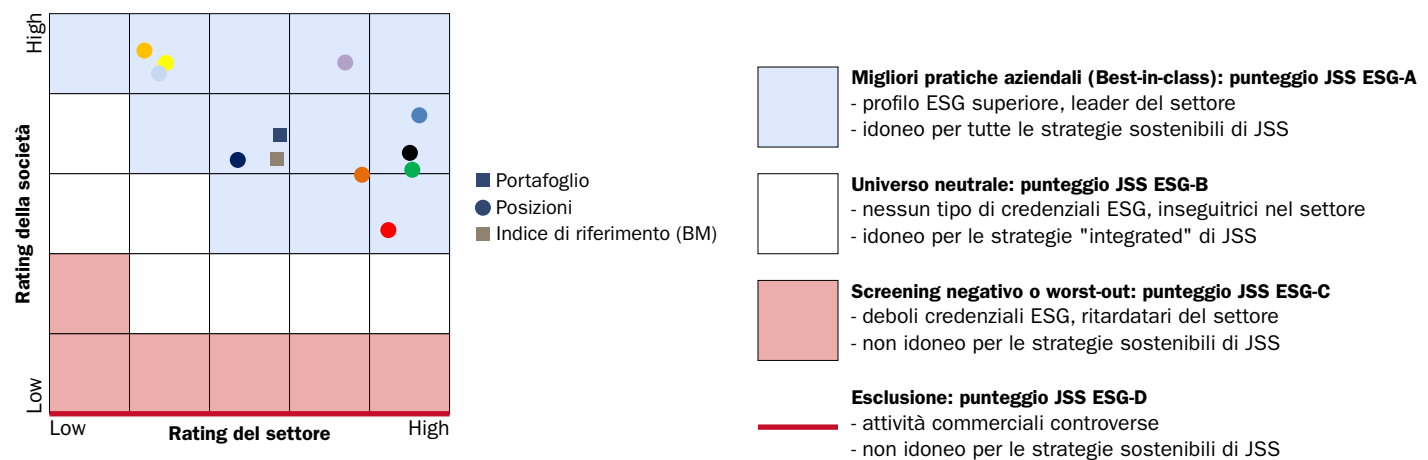 High
Rating della società
Low
Low
Rating del settore
High
Portafoglio
Posizioni
Indice di riferimento (BM)
Migliori pratiche aziendali (Best-in-class): punteggio JSS ESG-A
- profilo ESG superiore, leader del settore
- idoneo per tutte le strategie sostenibili di JSS
Universo neutrale: punteggio JSS ESG-B
- nessun tipo di credenziali ESG, inseguitrici nel settore
- idoneo per le strategie "integrated" di JSS
Screening negativo o worst-out: punteggio JSS ESG-C
- deboli credenziali ESG, ritardatari del settore
- non idoneo per le strategie sostenibili di JSS
Esclusione: punteggio JSS ESG-D
- attività commerciali controverse
- non idoneo per le strategie sostenibili di JSS